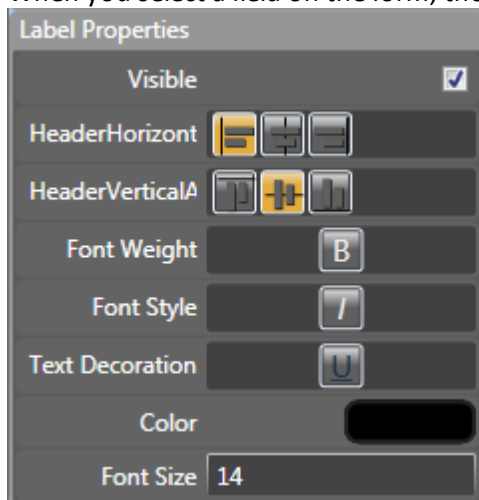 Label Properties
Visible
HeaderHorizont
HeaderVerticalA
Font Weight B
Font Style I
Text Decoration U
Color
Font Size 14